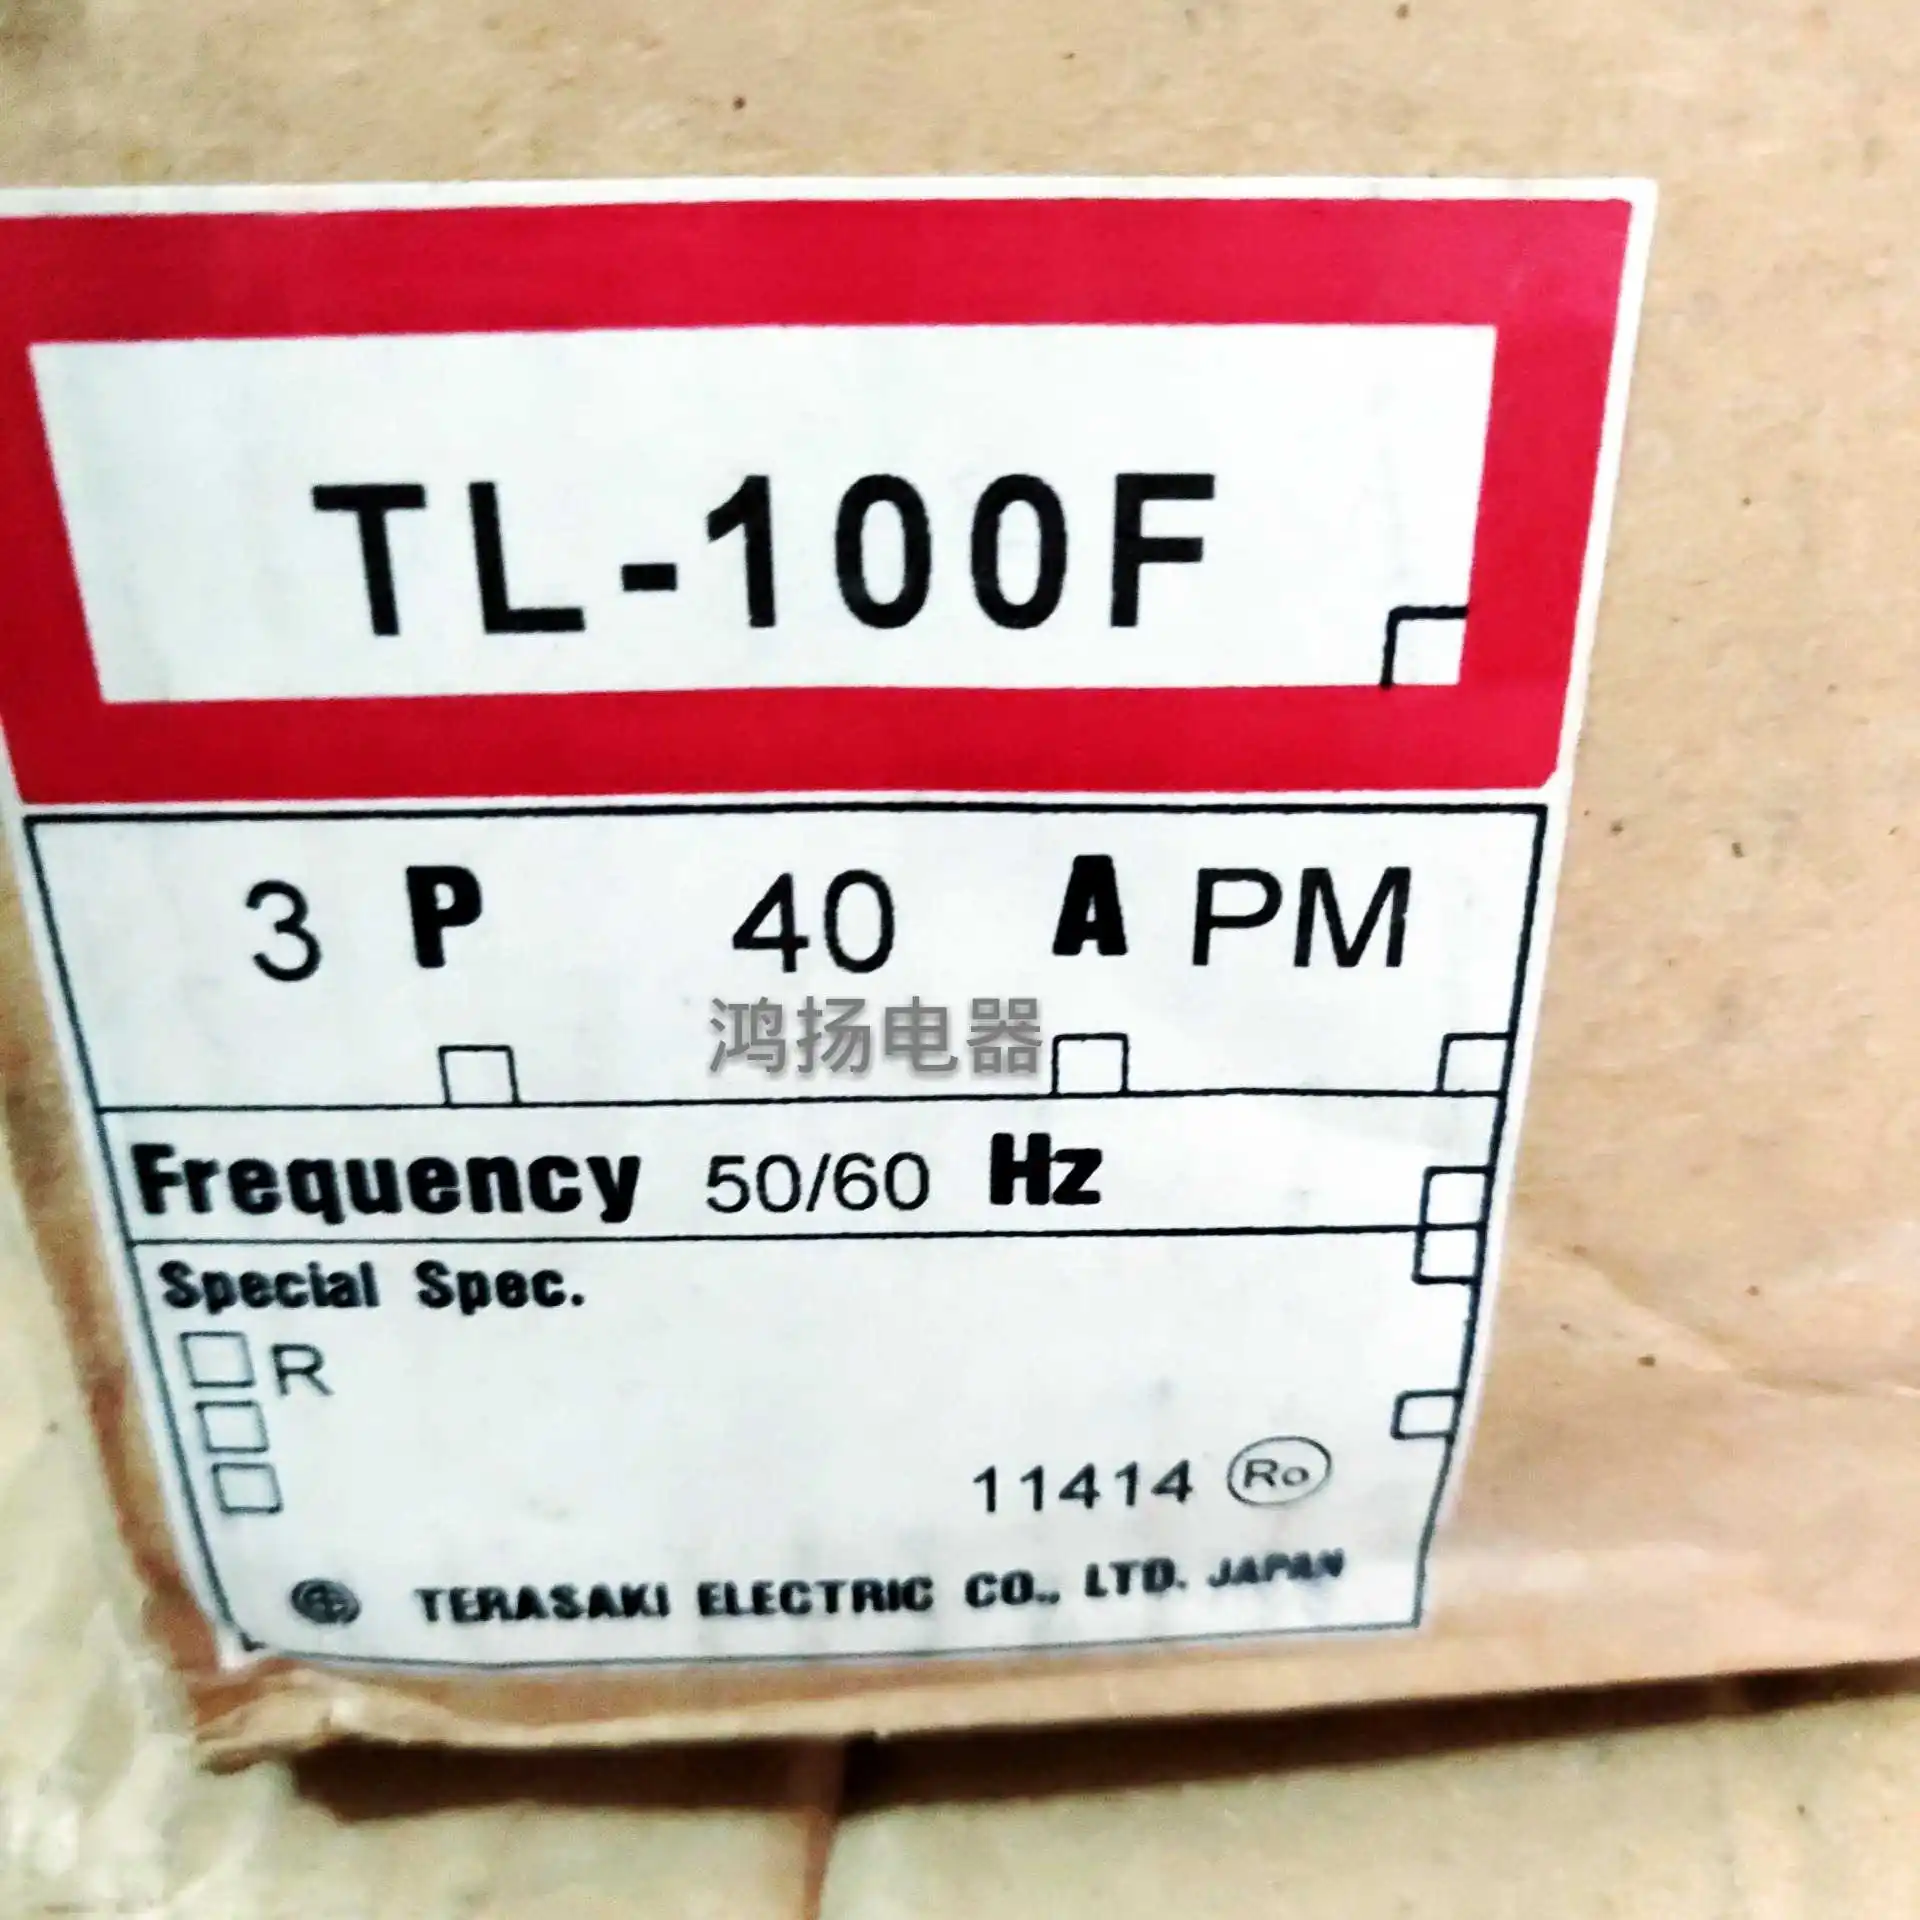 TL-100F
3 P 40 A PM
鸿扬电器
Frequency 50/60 Hz
Special Spec.
R
11414 Ro
TERASAKI ELECTRIC CO., LTD. JAPAN